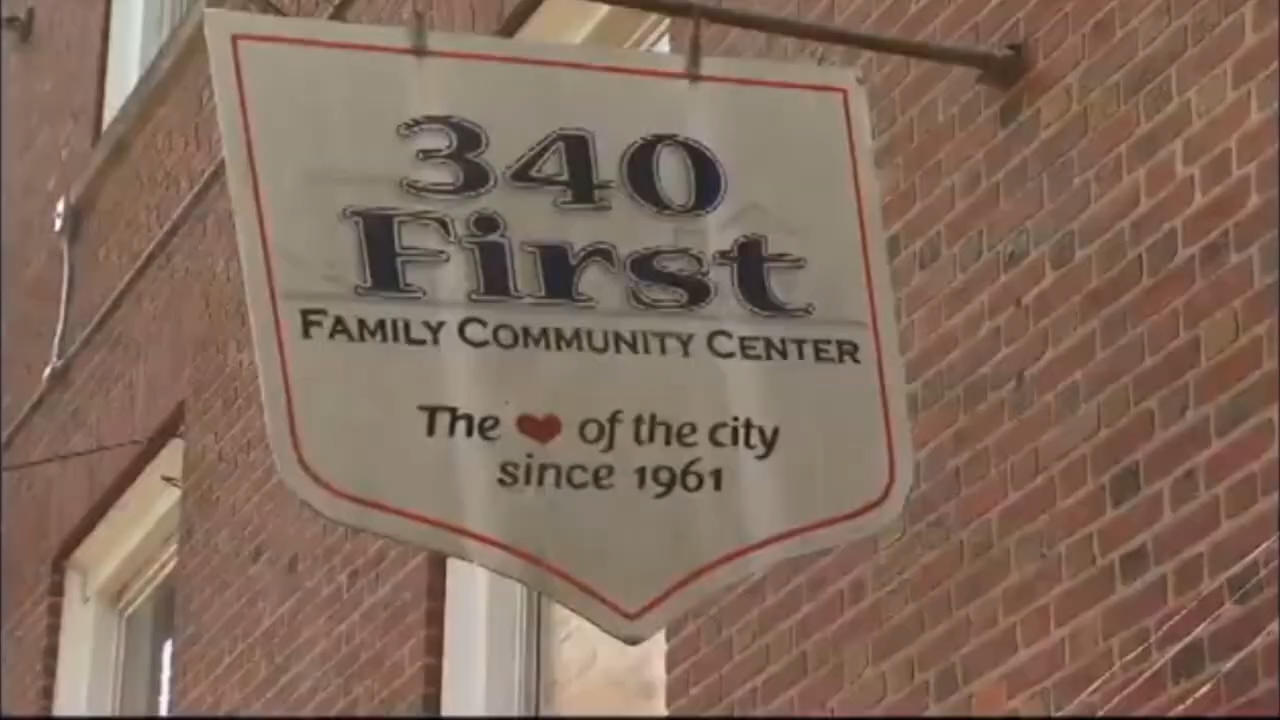 340
First
FAMILY COMMUNITY CENTER
The ❤ of the city
since 1961